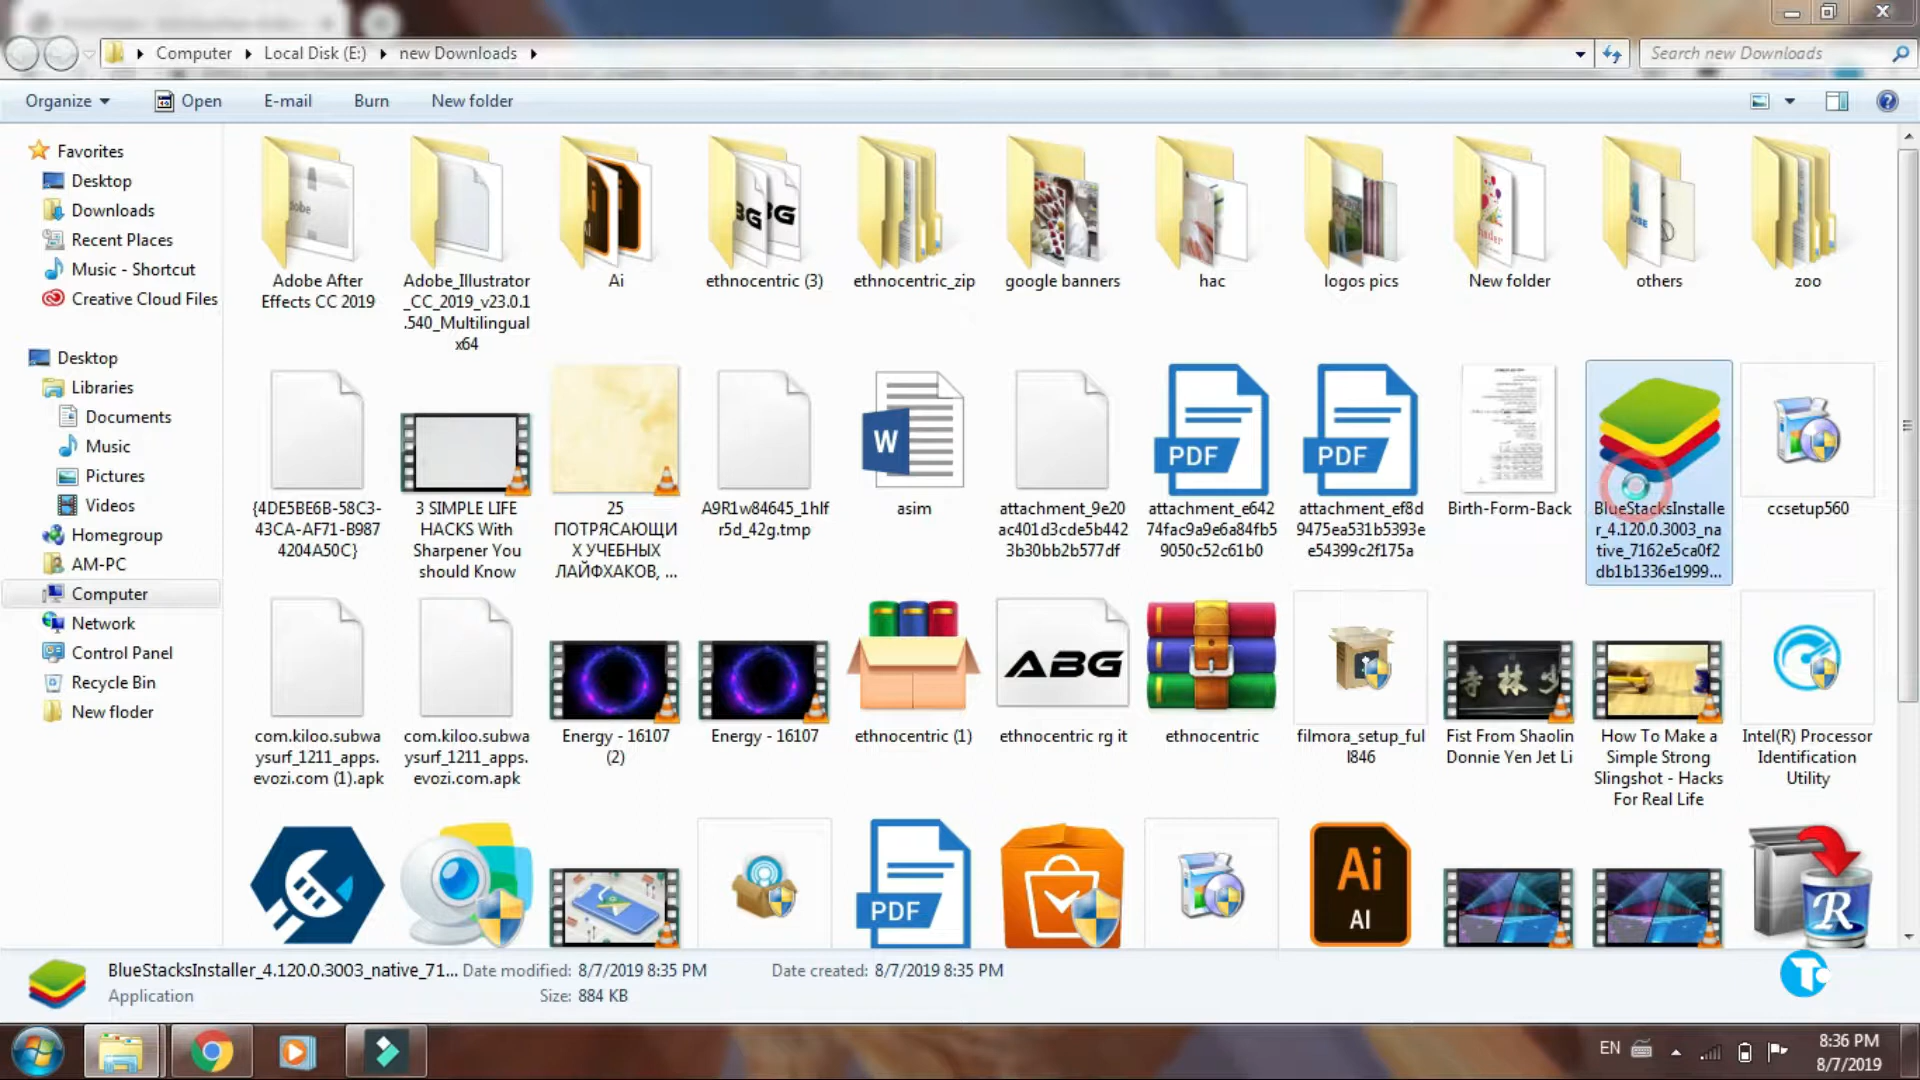 Computer
Local Disk (E:)
new Downloads
Search new Downloads
Organize
Open
E-mail
Burn
New folder
Favorites
Desktop
Downloads
Recent Places
Music - Shortcut
Creative Cloud Files
Desktop
Libraries
Documents
Music
Pictures
Videos
Homegroup
AM-PC
Computer
Network
Control Panel
Recycle Bin
New floder
Adobe After
Effects CC 2019
Adobe_Illustrator
_CC_2019_v23.0.1
.540_Multilingual
x64
Ai
ethnocentric (3)
ethnocentric_zip
google banners
hac
logos pics
New folder
others
zoo
{4DE5BE6B-58C3-
43CA-AF71-B987
4204A50C}
3 SIMPLE LIFE
HACKS With
Sharpener You
should Know
25
ПОТРЯСАЮЩИ
Х УЧЕБНЫХ
ЛАЙФХАКОВ, ...
A9R1w84645_1hlf
r5d_42g.tmp
W
asim
attachment_9e20
ac401d3cde5b442
3b30bb2b577df
PDF
attachment_e642
74fac9a9e6a84fb5
9050c52c61b0
PDF
attachment_ef8d
9475ea531b5393e
e54399c2f175a
Birth-Form-Back
BlueStacksInstalle
r_4.120.0.3003_na
tive_7162e5ca0f2
db1b1336e1999...
ccsetup560
com.kiloo.subwa
ysurf_1211_apps.
evozi.com (1).apk
com.kiloo.subwa
ysurf_1211_apps.
evozi.com.apk
Energy - 16107
(2)
Energy - 16107
ethnocentric (1)
ABG
ethnocentric rg it
ethnocentric
filmora_setup_ful
l846
Fist From Shaolin
Donnie Yen Jet Li
How To Make a
Simple Strong
Slingshot - Hacks
For Real Life
Intel(R) Processor
Identification
Utility
PDF
Ai
AI
R
BlueStacksInstaller_4.120.0.3003_native_71...
Date modified: 8/7/2019 8:35 PM
Date created: 8/7/2019 8:35 PM
Application
Size: 884 KB
EN
8:36 PM
8/7/2019